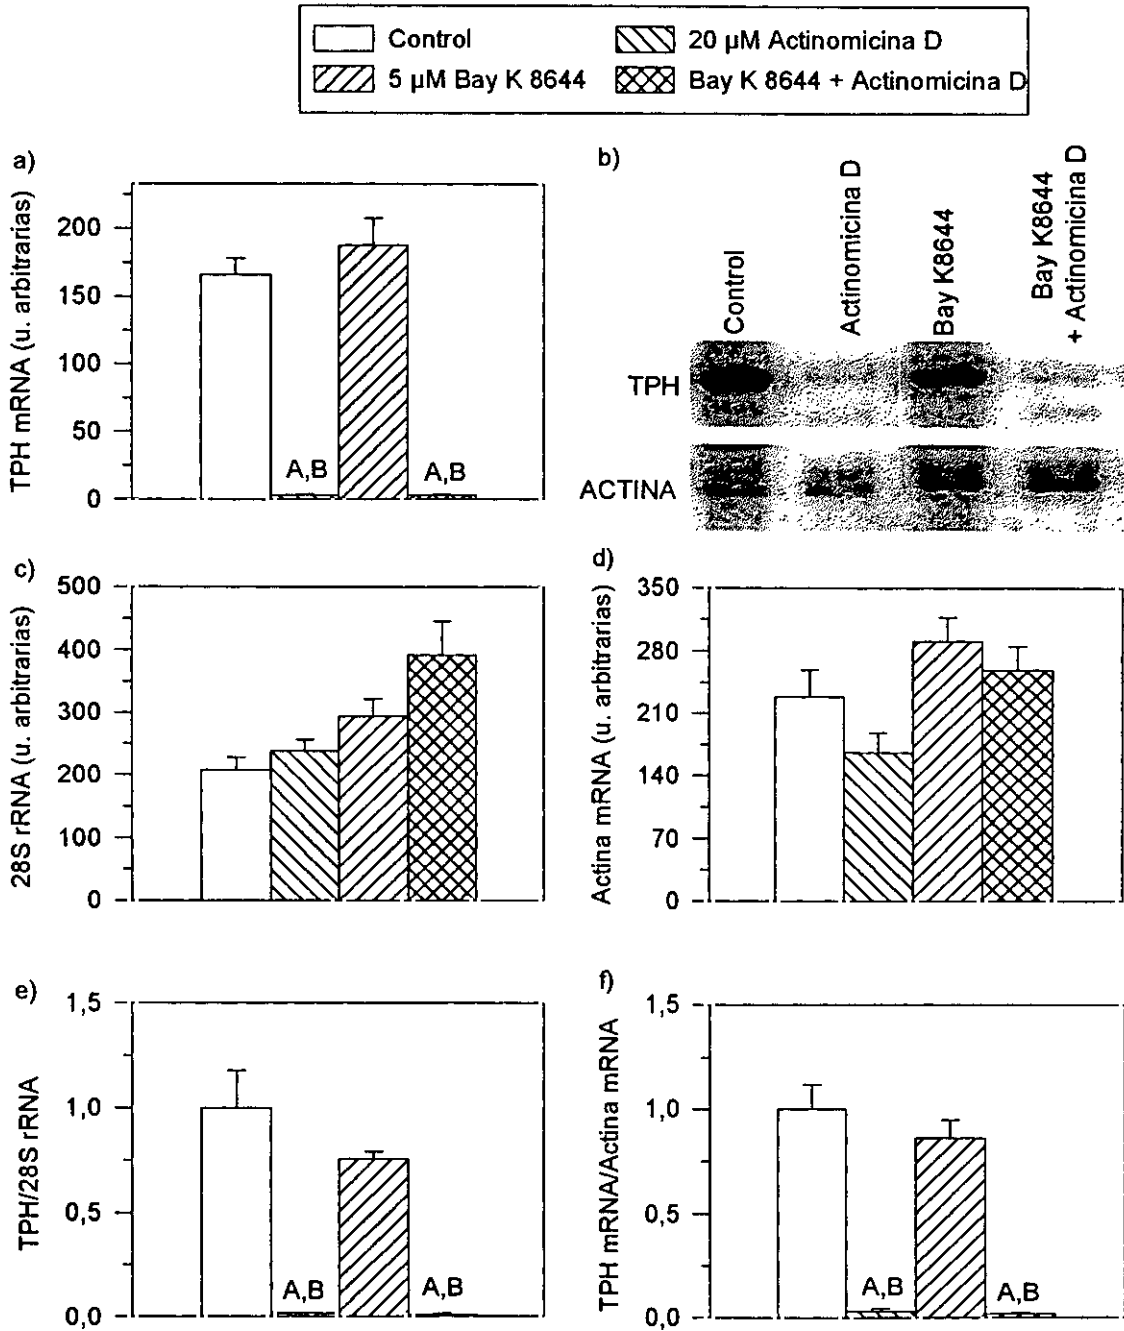 Control
20 µM Actinomicina D
5 µM Bay K 8644
Bay K 8644 + Actinomicina D
a)
TPH mRNA (u. arbitrarias)
200
150
100
50
0
A,B
A,B
b)
Control
Actinomicina D
Bay K8644
Bay K8644
+ Actinomicina D
TPH
ACTINA
c)
28S rRNA (u. arbitrarias)
500
400
300
200
100
0
d)
Actina mRNA (u. arbitrarias)
350
280
210
140
70
0
e)
TPH/28S rRNA
1,5
1,0
0,5
0,0
A,B
A,B
f)
TPH mRNA/Actina mRNA
1,5
1,0
0,5
0,0
A,B
A,B